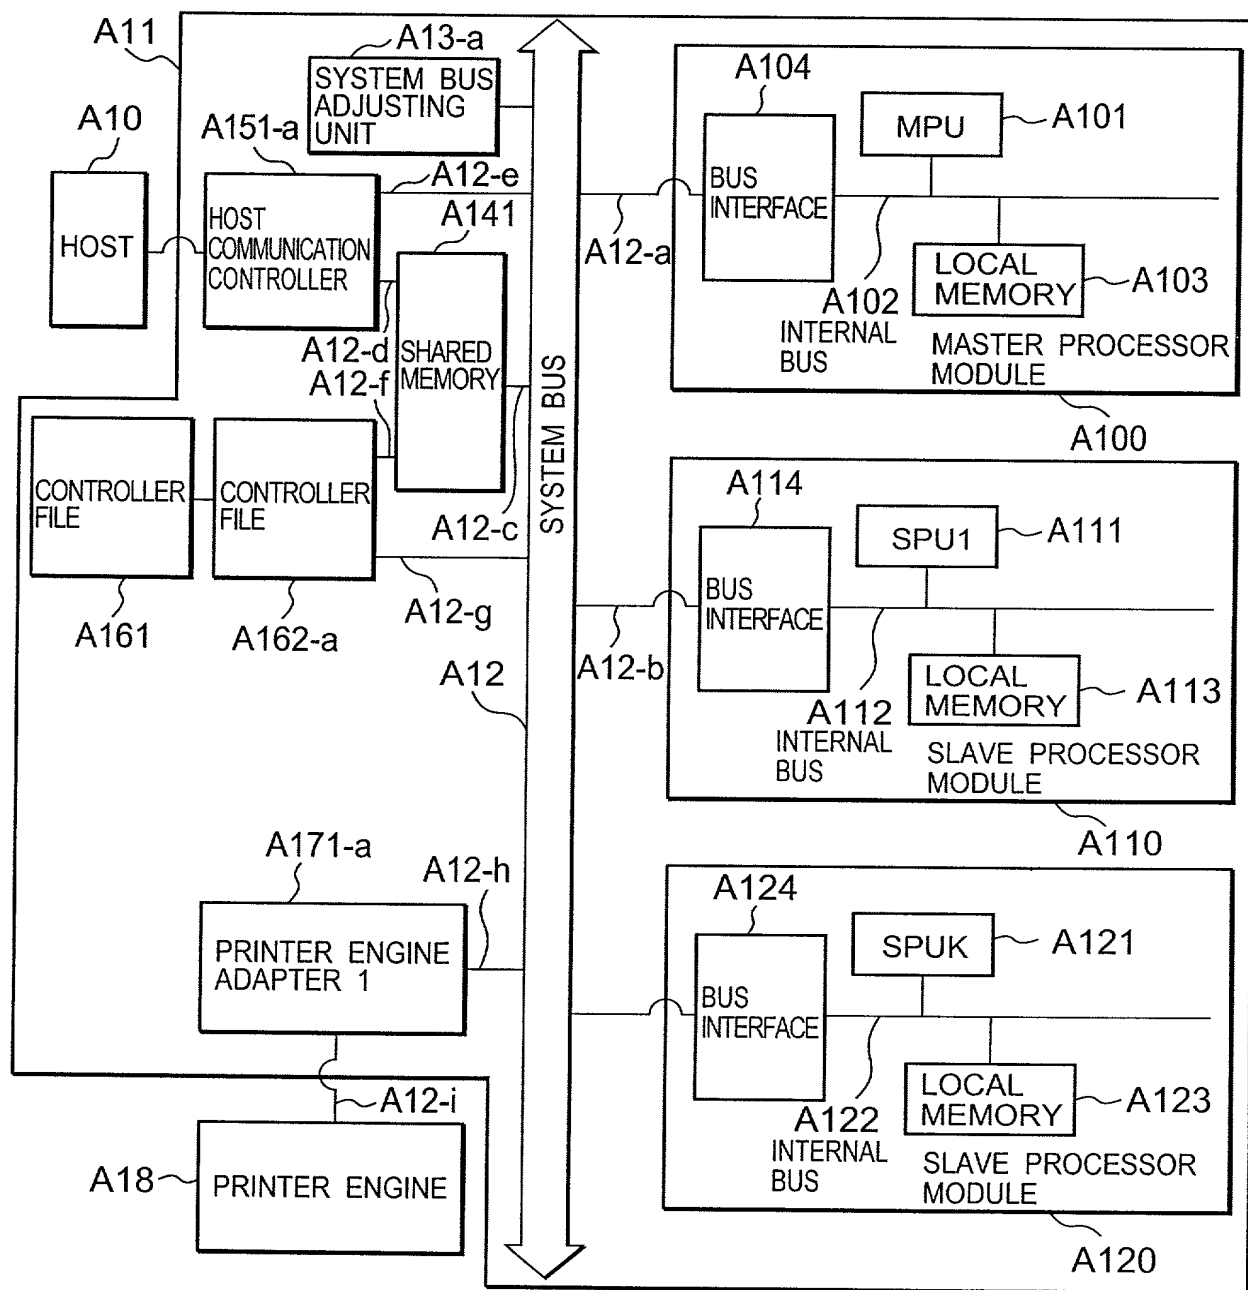 A11
A13-a
SYSTEM BUS
ADJUSTING
UNIT
A10
A151-a
A12-e
HOST
HOST
COMMUNICATION
CONTROLLER
A141
A12-d
A12-f
SHARED
MEMORY
SYSTEM BUS
CONTROLLER
FILE
CONTROLLER
FILE
A12-c
A161
A162-a
A12-g
A12
A171-a
A12-h
PRINTER ENGINE
ADAPTER 1
A12-i
A18
PRINTER ENGINE
A104
MPU
A101
BUS
INTERFACE
A12-a
A102
INTERNAL
BUS
LOCAL
MEMORY
A103
MASTER PROCESSOR
MODULE
A100
A114
SPU1
A111
BUS
INTERFACE
A12-b
A112
INTERNAL
BUS
LOCAL
MEMORY
A113
SLAVE PROCESSOR
MODULE
A110
A124
SPUK
A121
BUS
INTERFACE
A122
INTERNAL
BUS
LOCAL
MEMORY
A123
SLAVE PROCESSOR
MODULE
A120